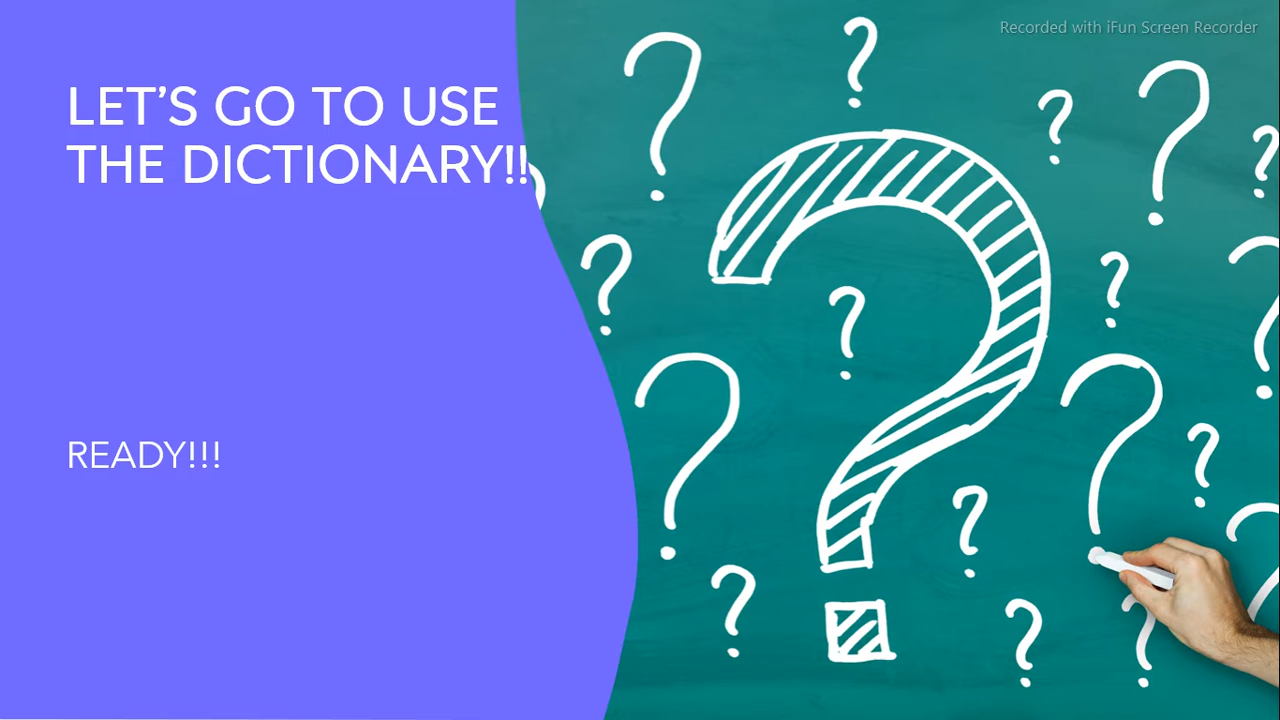 Recorded with iFun Screen Recorder
LET’S GO TO USE
THE DICTIONARY!!
READY!!!